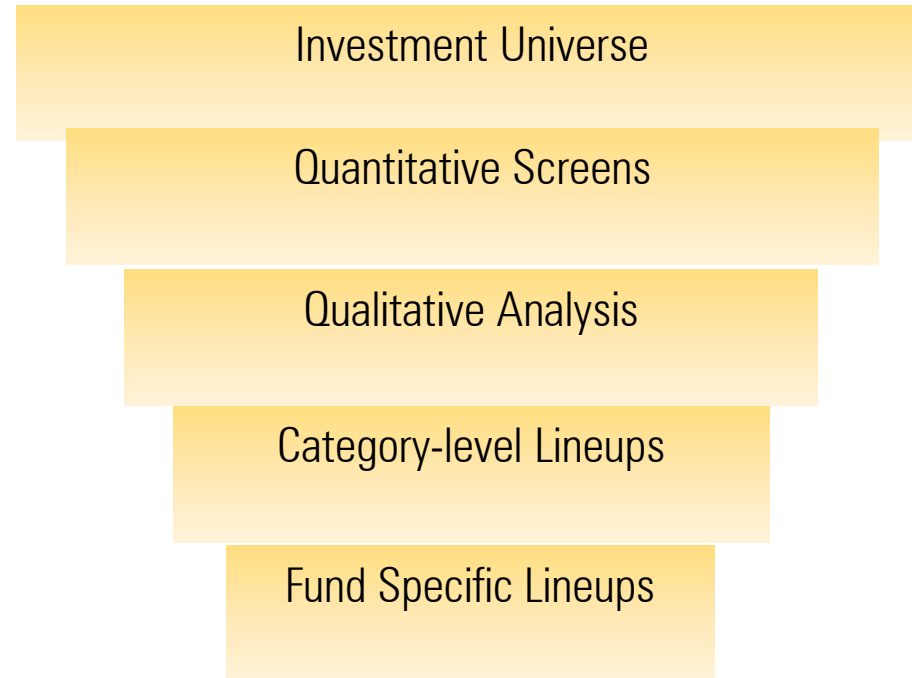 Investment Universe
Quantitative Screens
Qualitative Analysis
Category-level Lineups
Fund Specific Lineups